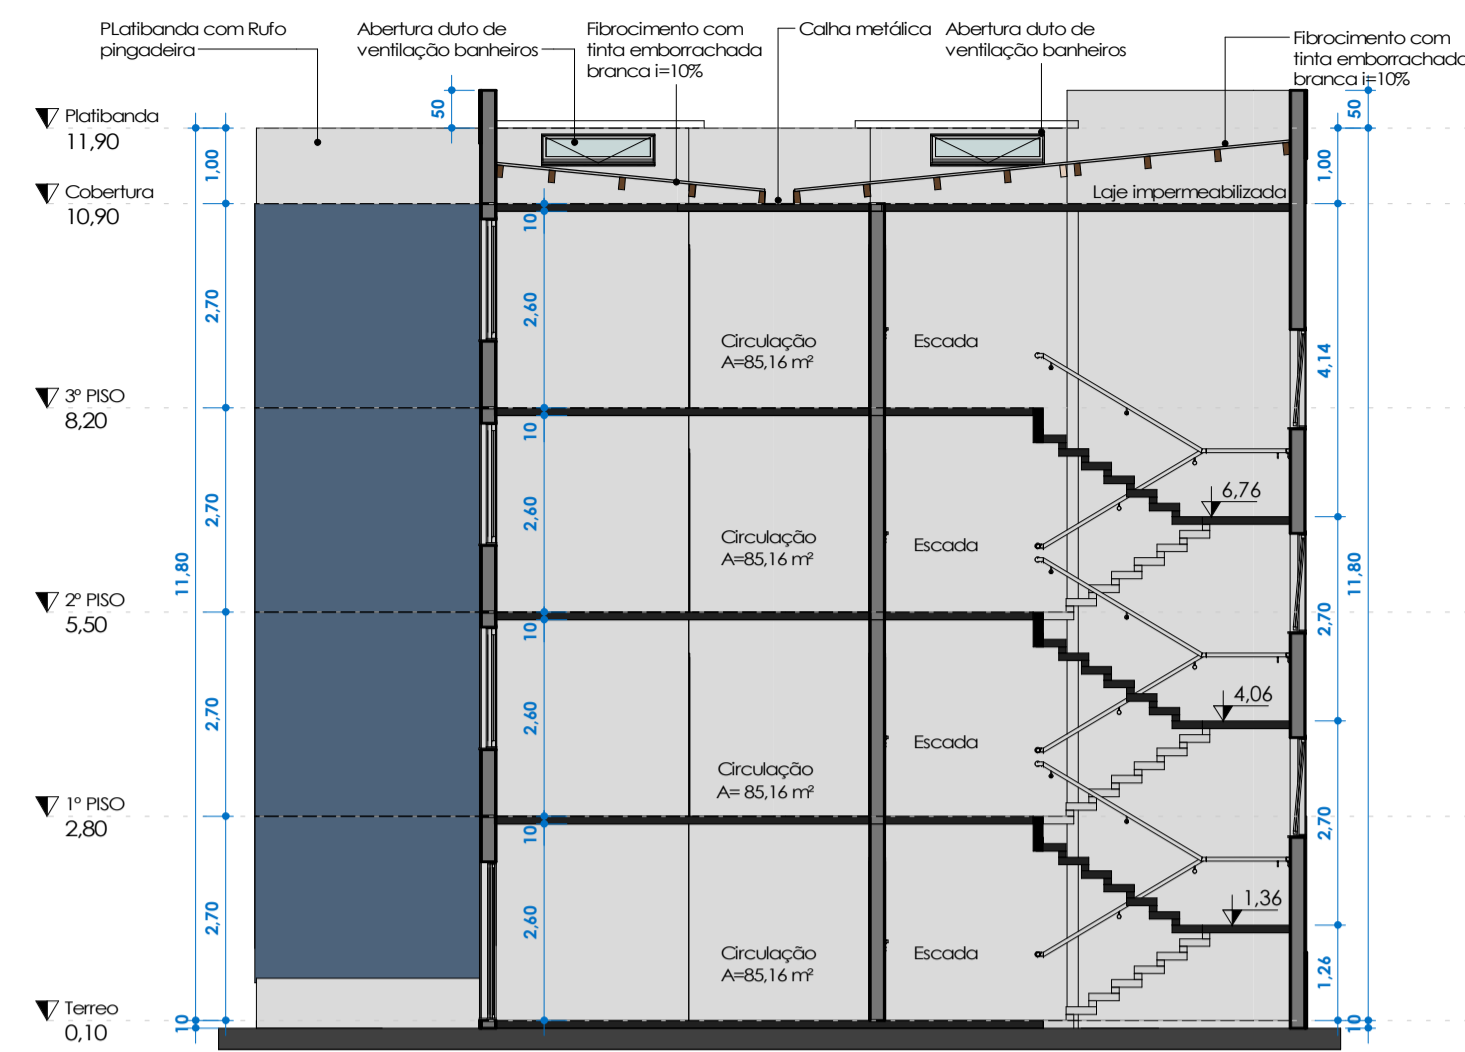 PLatibanda com Rufo
pingadeira
Abertura duto de
ventilação banheiros
Fibrocimento com
tinta emborrachada
branca i=10%
Calha metálica
Abertura duto de
ventilação banheiros
Fibrocimento com
tinta emborrachada
branca i=10%
50
50
Platibanda
11,90
1,00
1,00
Cobertura
10,90
Laje impermeabilizada
10
2,70
2,60
Circulação
A=85,16 m²
Escada
4,14
3º PISO
8,20
10
2,70
2,60
6,76
Circulação
A=85,16 m²
Escada
11,80
11,80
2º PISO
5,50
10
2,70
2,70
2,60
4,06
Escada
Circulação
A= 85,16 m²
1º PISO
2,80
10
2,70
2,70
2,60
1,36
Circulação
A=85,16 m²
Escada
1,26
Terreo
0,10
10
10